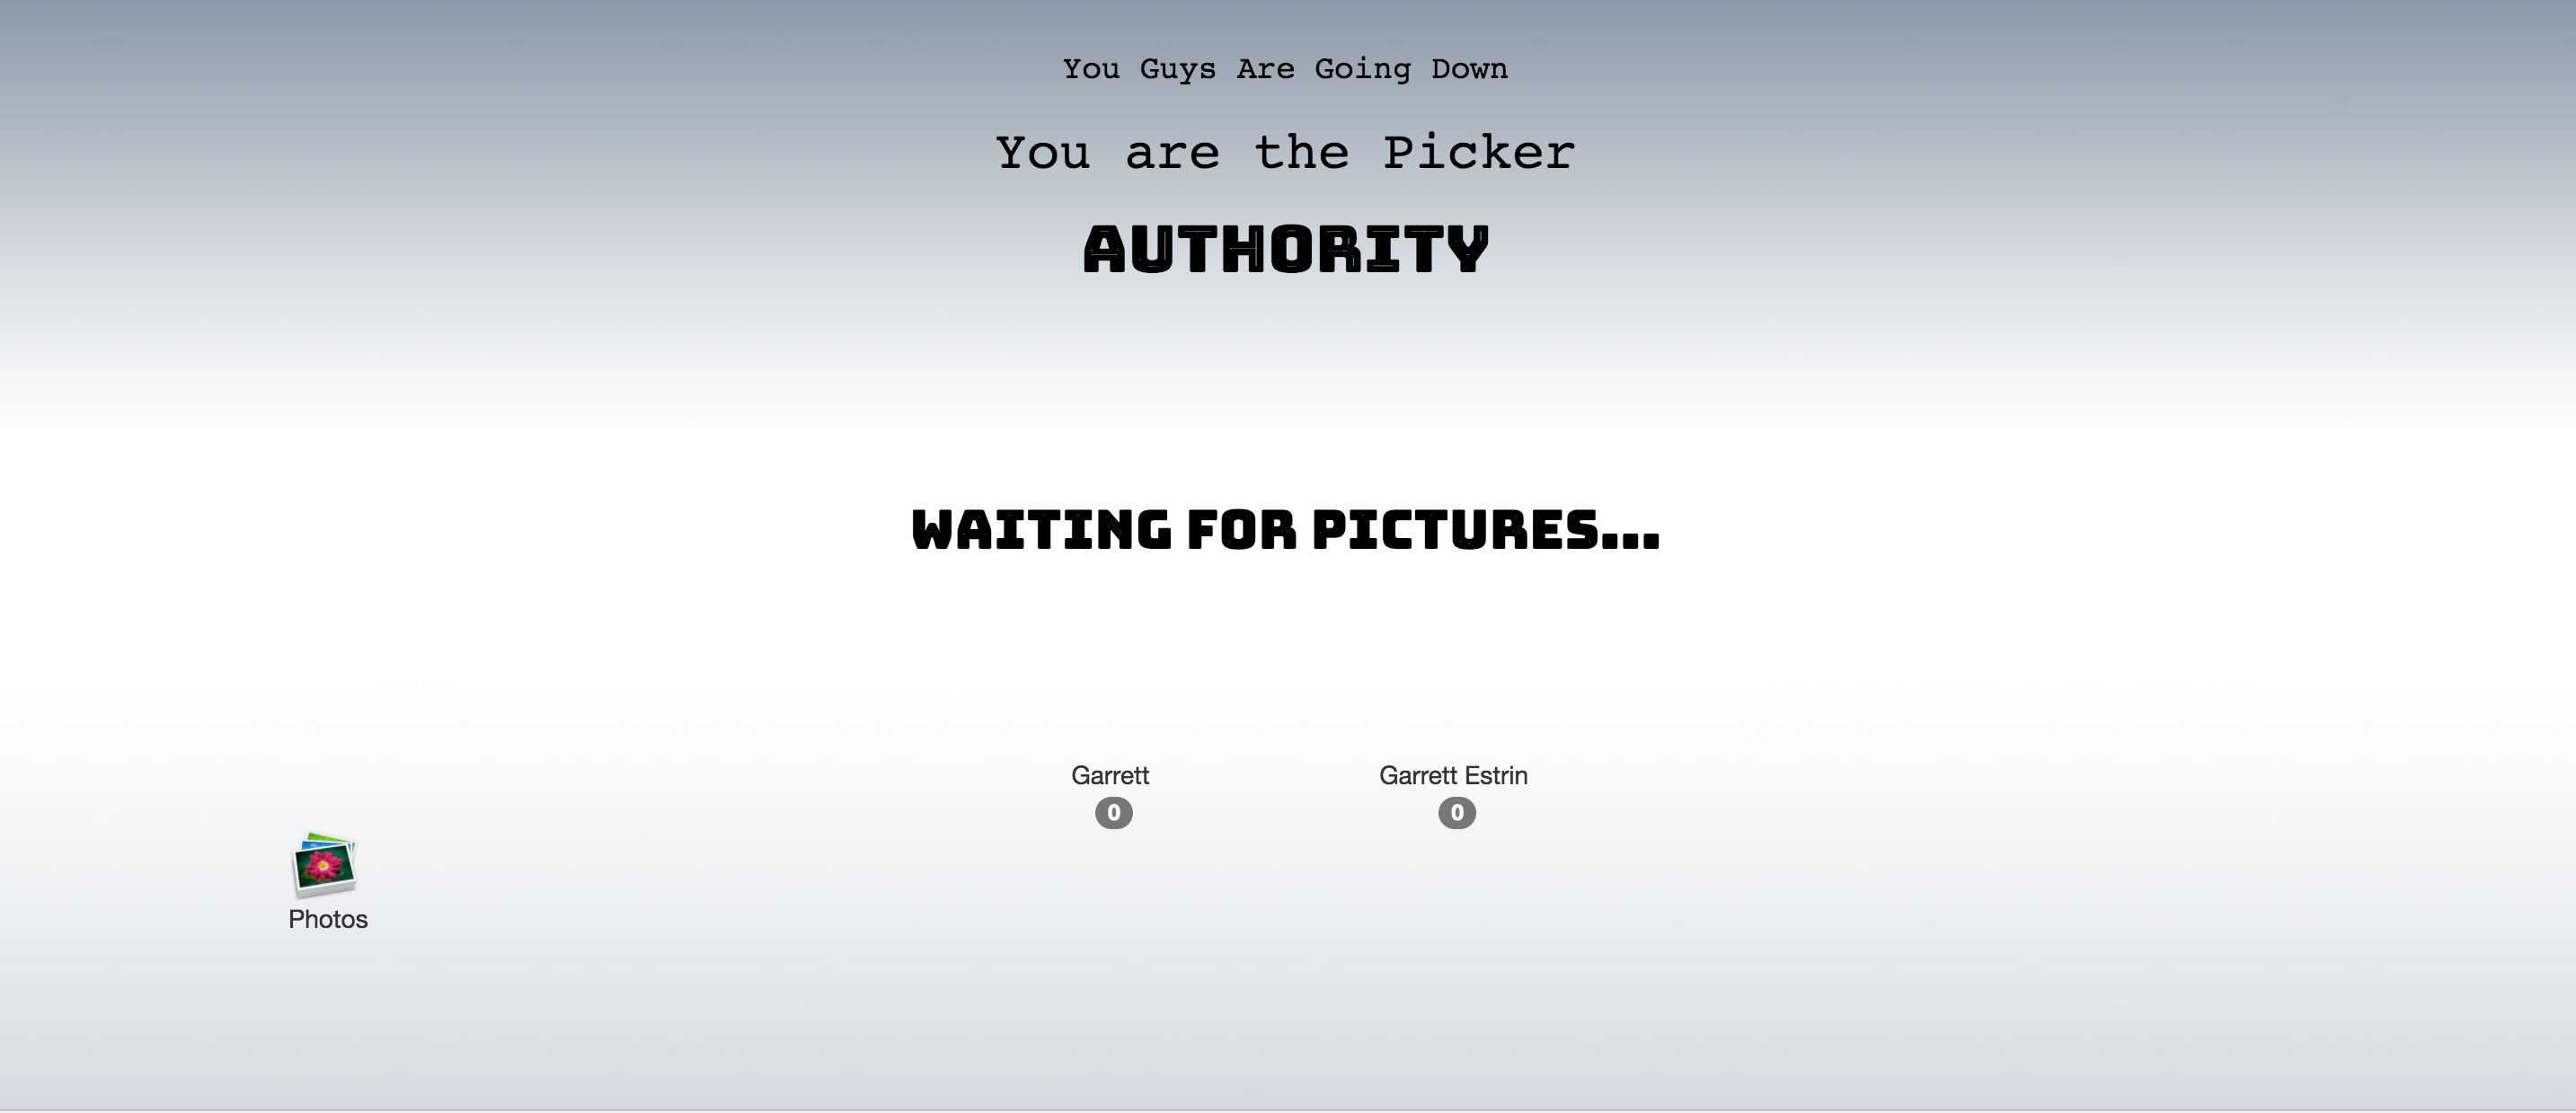 You Guys Are Going Down
You are the Picker
AUTHORITY
WAITING FOR PICTURES...
Garrett
0
Garrett Estrin
0
Photos